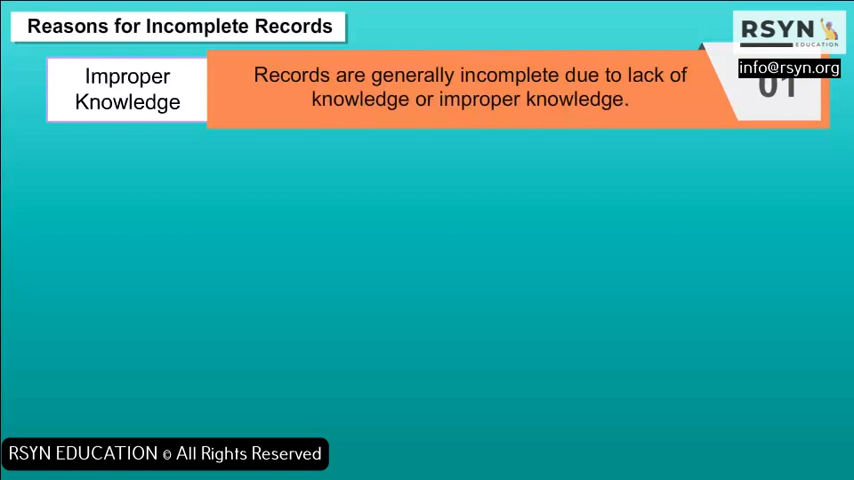 Reasons for Incomplete Records
RSYN
EDUCATION
info@rsyn.org
01
Improper
Knowledge
Records are generally incomplete due to lack of
knowledge or improper knowledge.
RSYN EDUCATION © All Rights Reserved